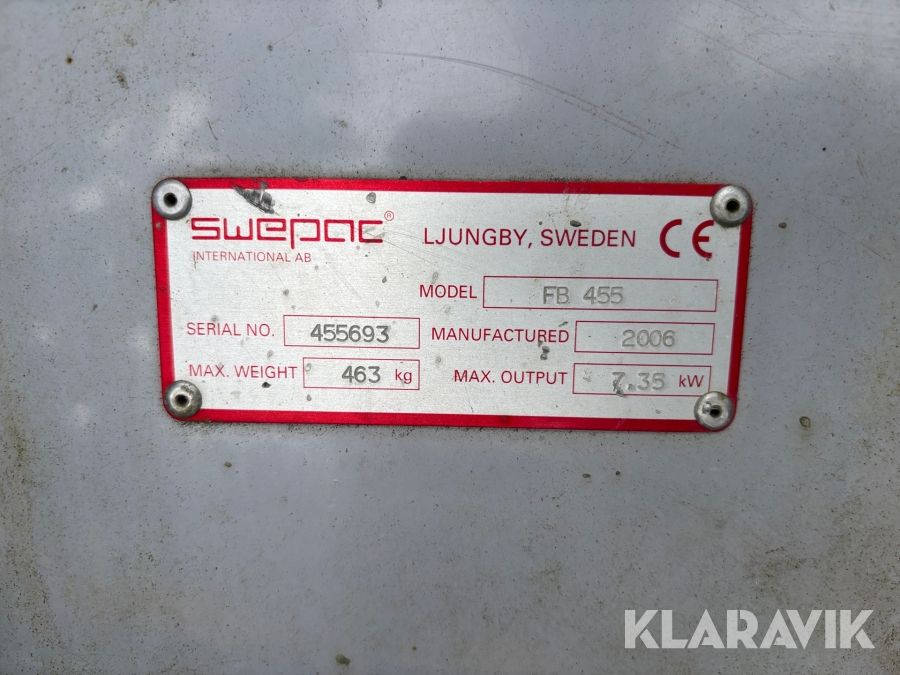 swepac®
INTERNATIONAL AB
LJUNGBY, SWEDEN CE
MODEL FB 455
SERIAL NO. 455693 MANUFACTURED 2006
MAX. WEIGHT 463 kg MAX. OUTPUT 7.35 kW
KLARAVIK